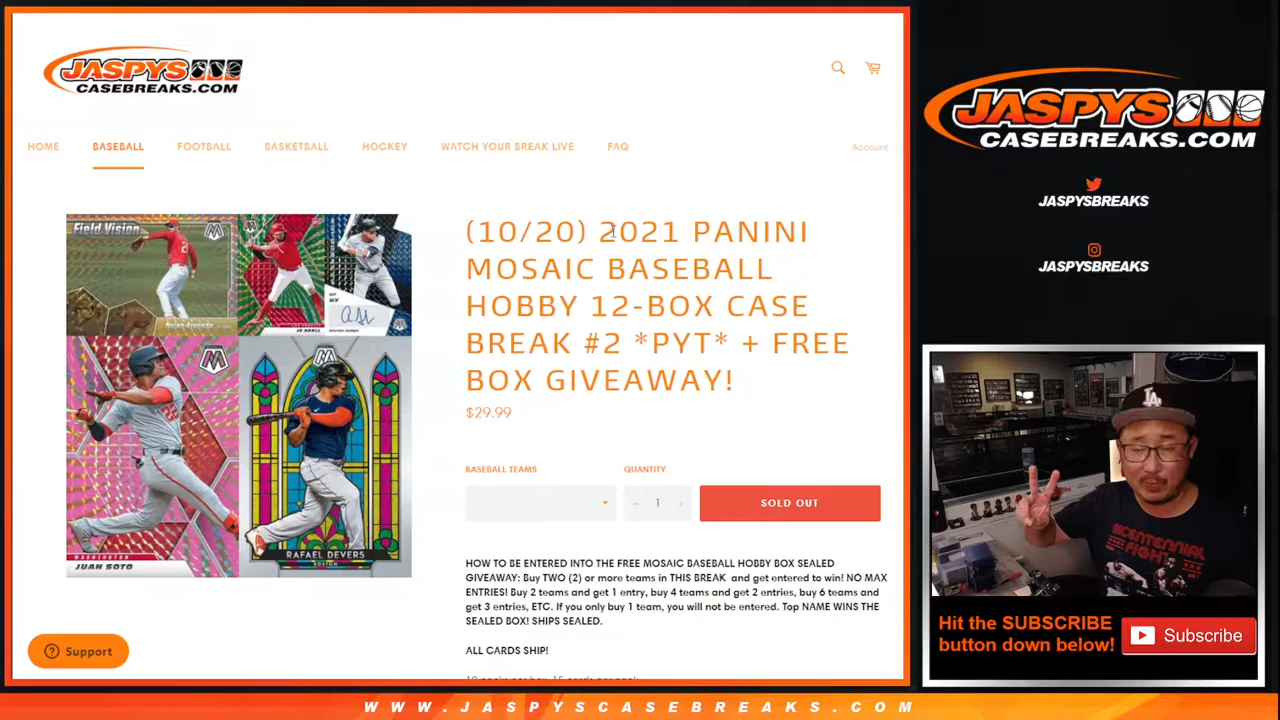 JASPYS
CASEBREAKS.COM
HOME
BASEBALL
FOOTBALL
BASKETBALL
HOCKEY
WATCH YOUR BREAK LIVE
FAQ
Account
Field Vision
WASHINGTON
JUAN SOTO
RAFAEL DEVERS
BOSTON
(10/20) 2021 PANINI
MOSAIC BASEBALL
HOBBY 12-BOX CASE
BREAK #2 *PYT* + FREE
BOX GIVEAWAY!
$29.99
BASEBALL TEAMS
QUANTITY
1
SOLD OUT
HOW TO BE ENTERED INTO THE FREE MOSAIC BASEBALL HOBBY BOX SEALED
GIVEAWAY: Buy TWO (2) or more teams in THIS BREAK and get entered to win! NO MAX
ENTRIES! Buy 2 teams and get 1 entry, buy 4 teams and get 2 entries, buy 6 teams and
get 3 entries, ETC. If you only buy 1 team, you will not be entered. Top NAME WINS THE
SEALED BOX! SHIPS SEALED.
ALL CARDS SHIP!
Support
JASPYS
CASEBREAKS.COM
JASPYSBREAKS
JASPYSBREAKS
LA
BICENTENNIAL
FIGHT
Hit the SUBSCRIBE
button down below!
Subscribe
WWW.JASPYSCASEBREAKS.COM